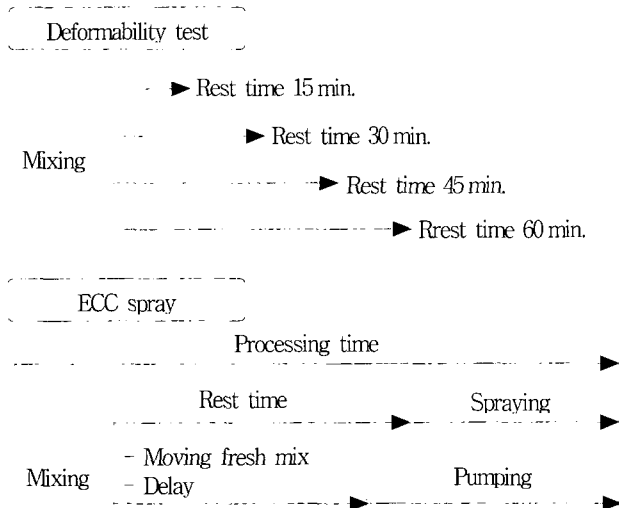 Deformability test
Rest time 15 min.
Rest time 30 min.
Mixing
Rest time 45 min.
Rrest time 60 min.
ECC spray
Processing time
Rest time Spraying
- Moving fresh mix
Mixing - Delay Pumping